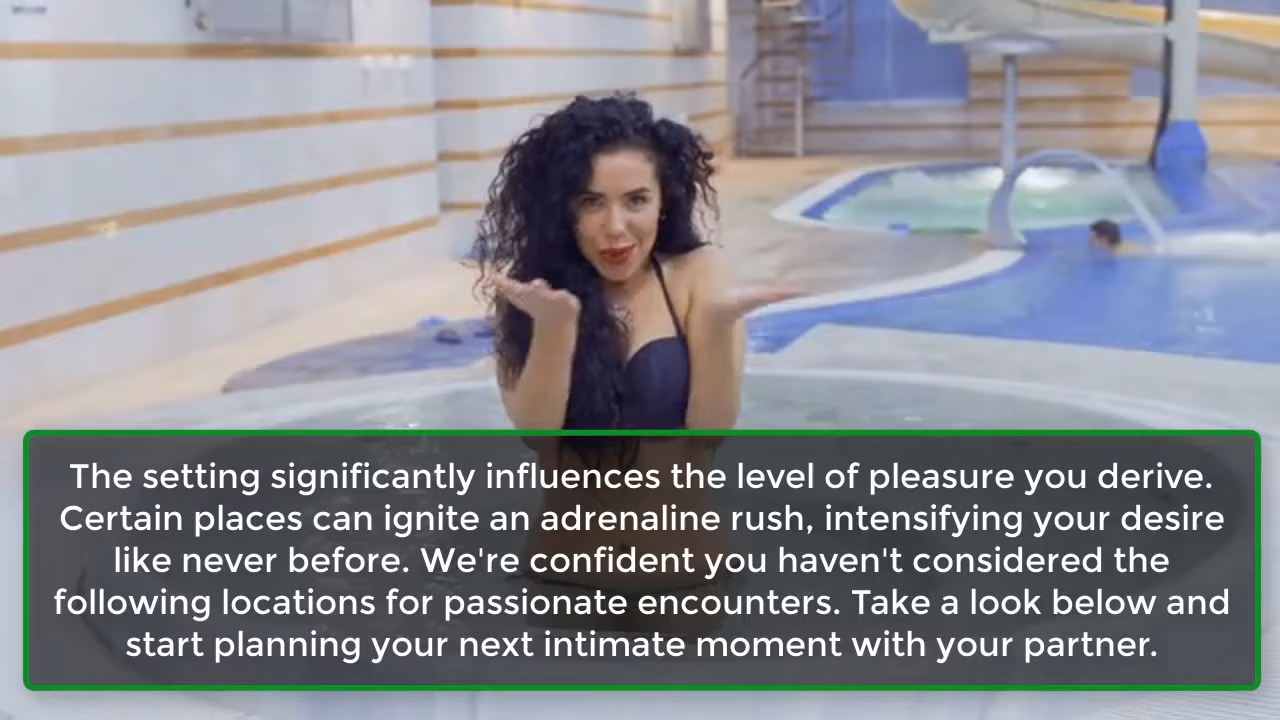 The setting significantly influences the level of pleasure you derive.
Certain places can ignite an adrenaline rush, intensifying your desire
like never before. We're confident you haven't considered the
following locations for passionate encounters. Take a look below and
start planning your next intimate moment with your partner.